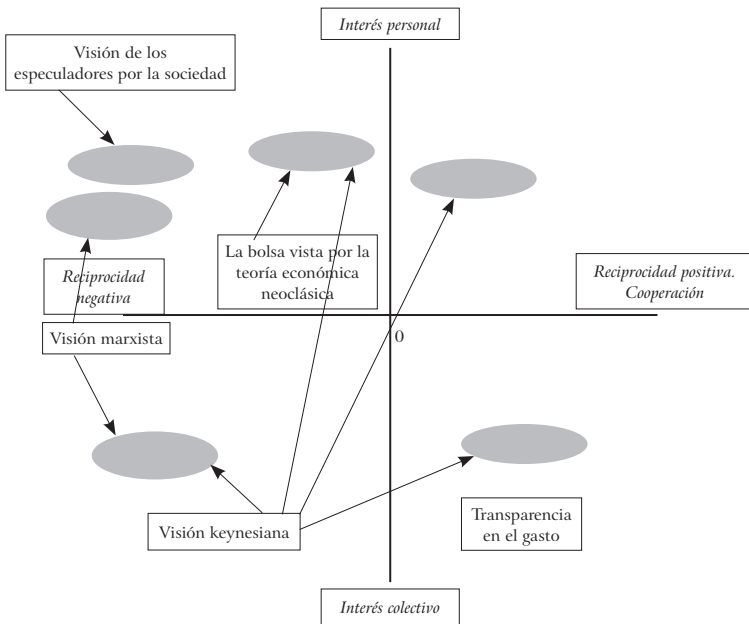 Interés personal
Visión de los
especuladores por la sociedad
La bolsa vista por la
teoría económica
neoclásica
Reciprocidad
negativa
Reciprocidad positiva.
Cooperación
0
Visión marxista
Visión keynesiana
Transparencia
en el gasto
Interés colectivo